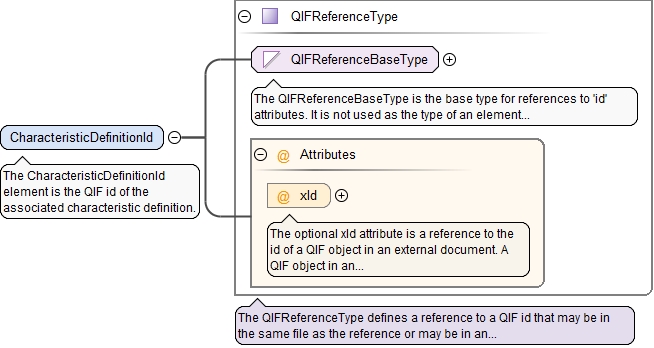 QIFReferenceType
QIFReferenceBaseType
The QIFReferenceBaseType is the base type for references to 'id'
attributes. It is not used as the type of an element...
CharacteristicDefinitionId
The CharacteristicDefinitionId
element is the QIF id of the
associated characteristic definition.
@ Attributes
@ xId
The optional xId attribute is a reference to the
id of a QIF object in an external document. A
QIF object in an...
The QIFReferenceType defines a reference to a QIF id that may be in
the same file as the reference or may be in an...